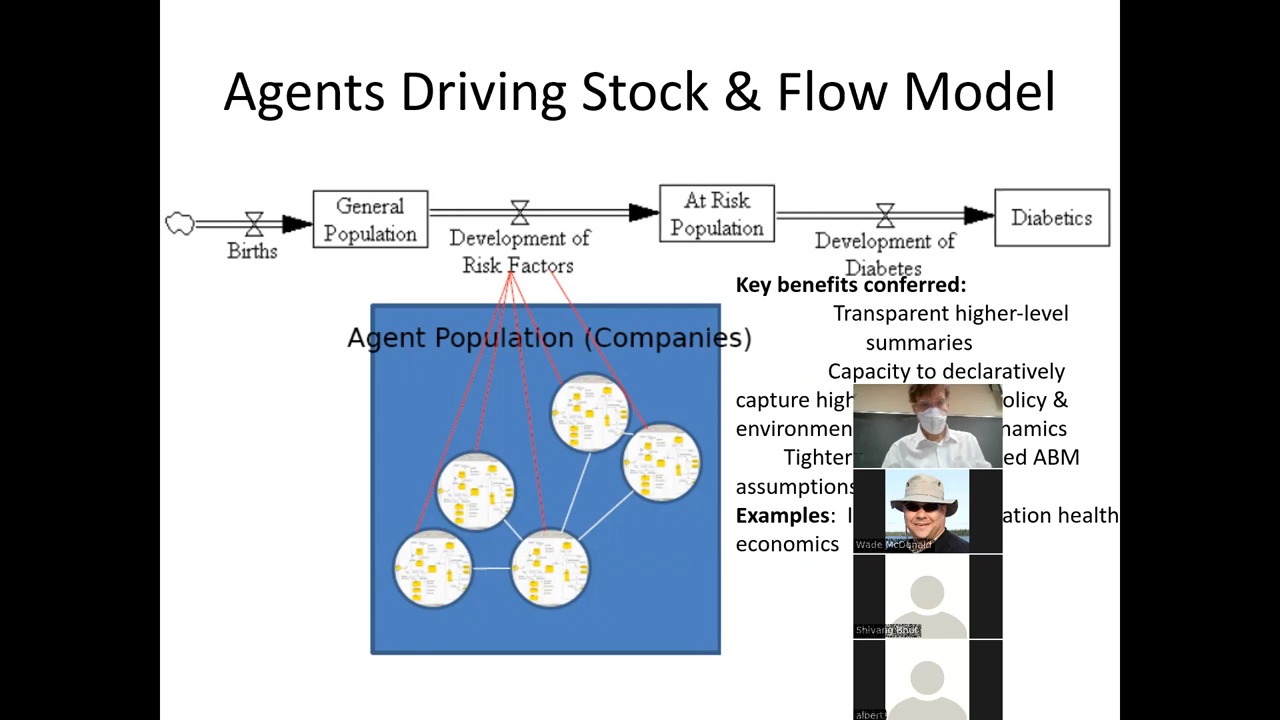 Agents Driving Stock & Flow Model
Births
General
Population
Development of
Risk Factors
At Risk
Population
Development of
Diabetes
Diabetics
Agent Population (Companies)
Key benefits conferred:
Transparent higher-level
summaries
Capacity to declaratively
capture high olicy &
environmen namics
Tighter ed ABM
assumptions
Examples: I ation health
economics
Wade McDonald
Shivang Bhut
albert